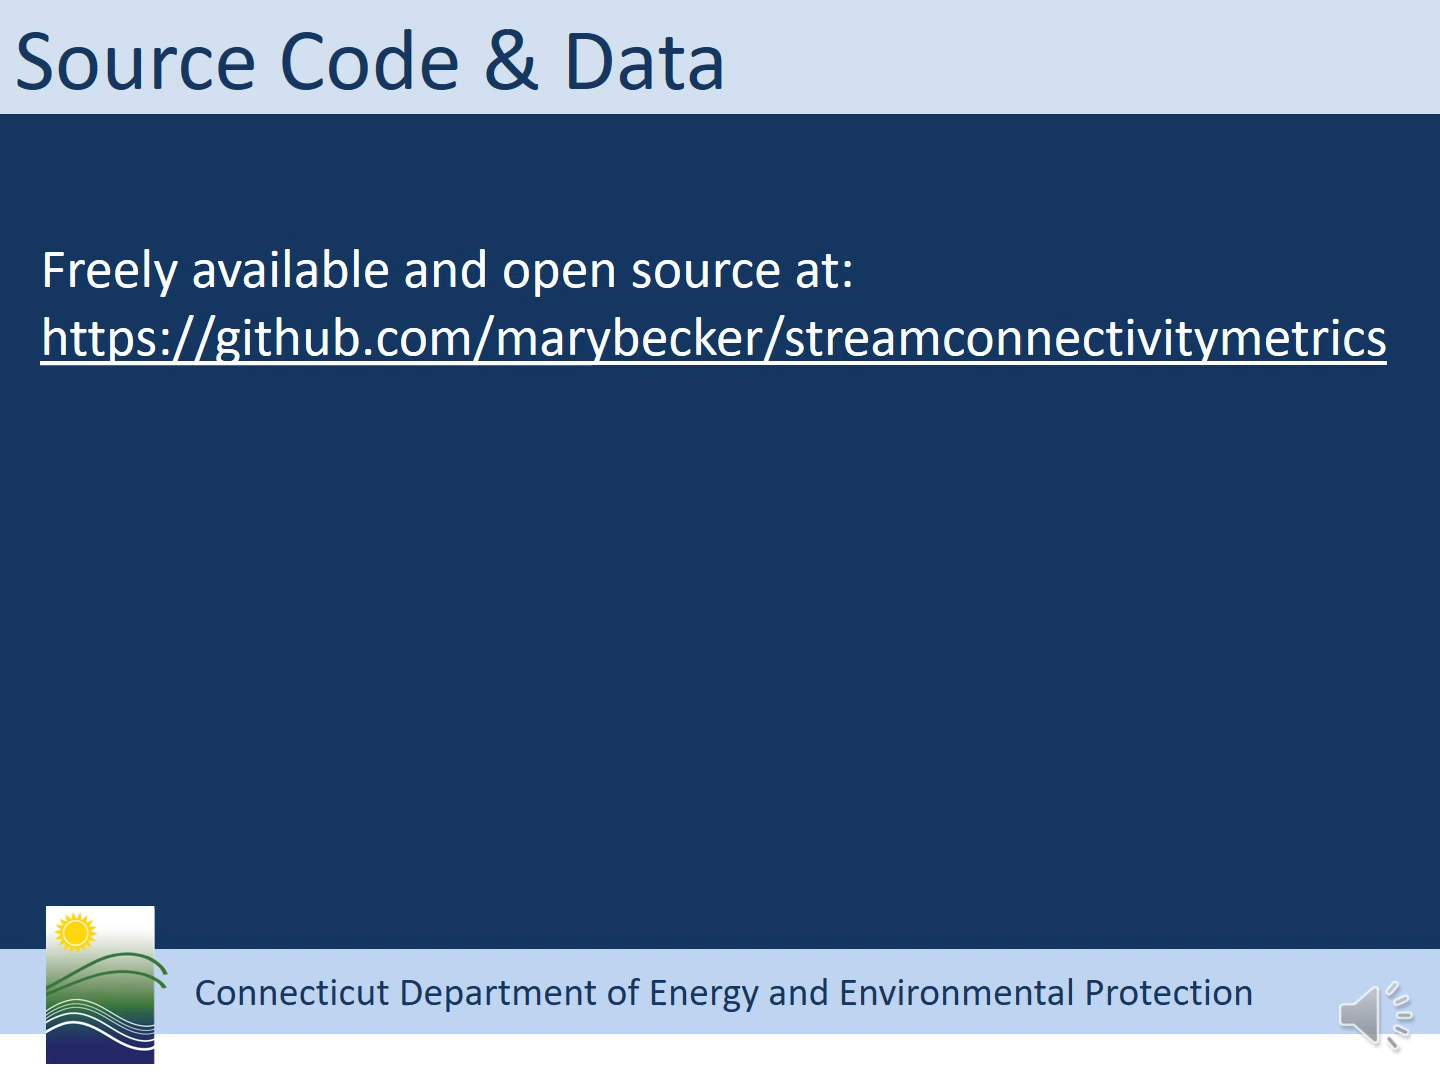 Source Code & Data
Freely available and open source at:
https://github.com/marybecker/streamconnectivitymetrics
Connecticut Department of Energy and Environmental Protection